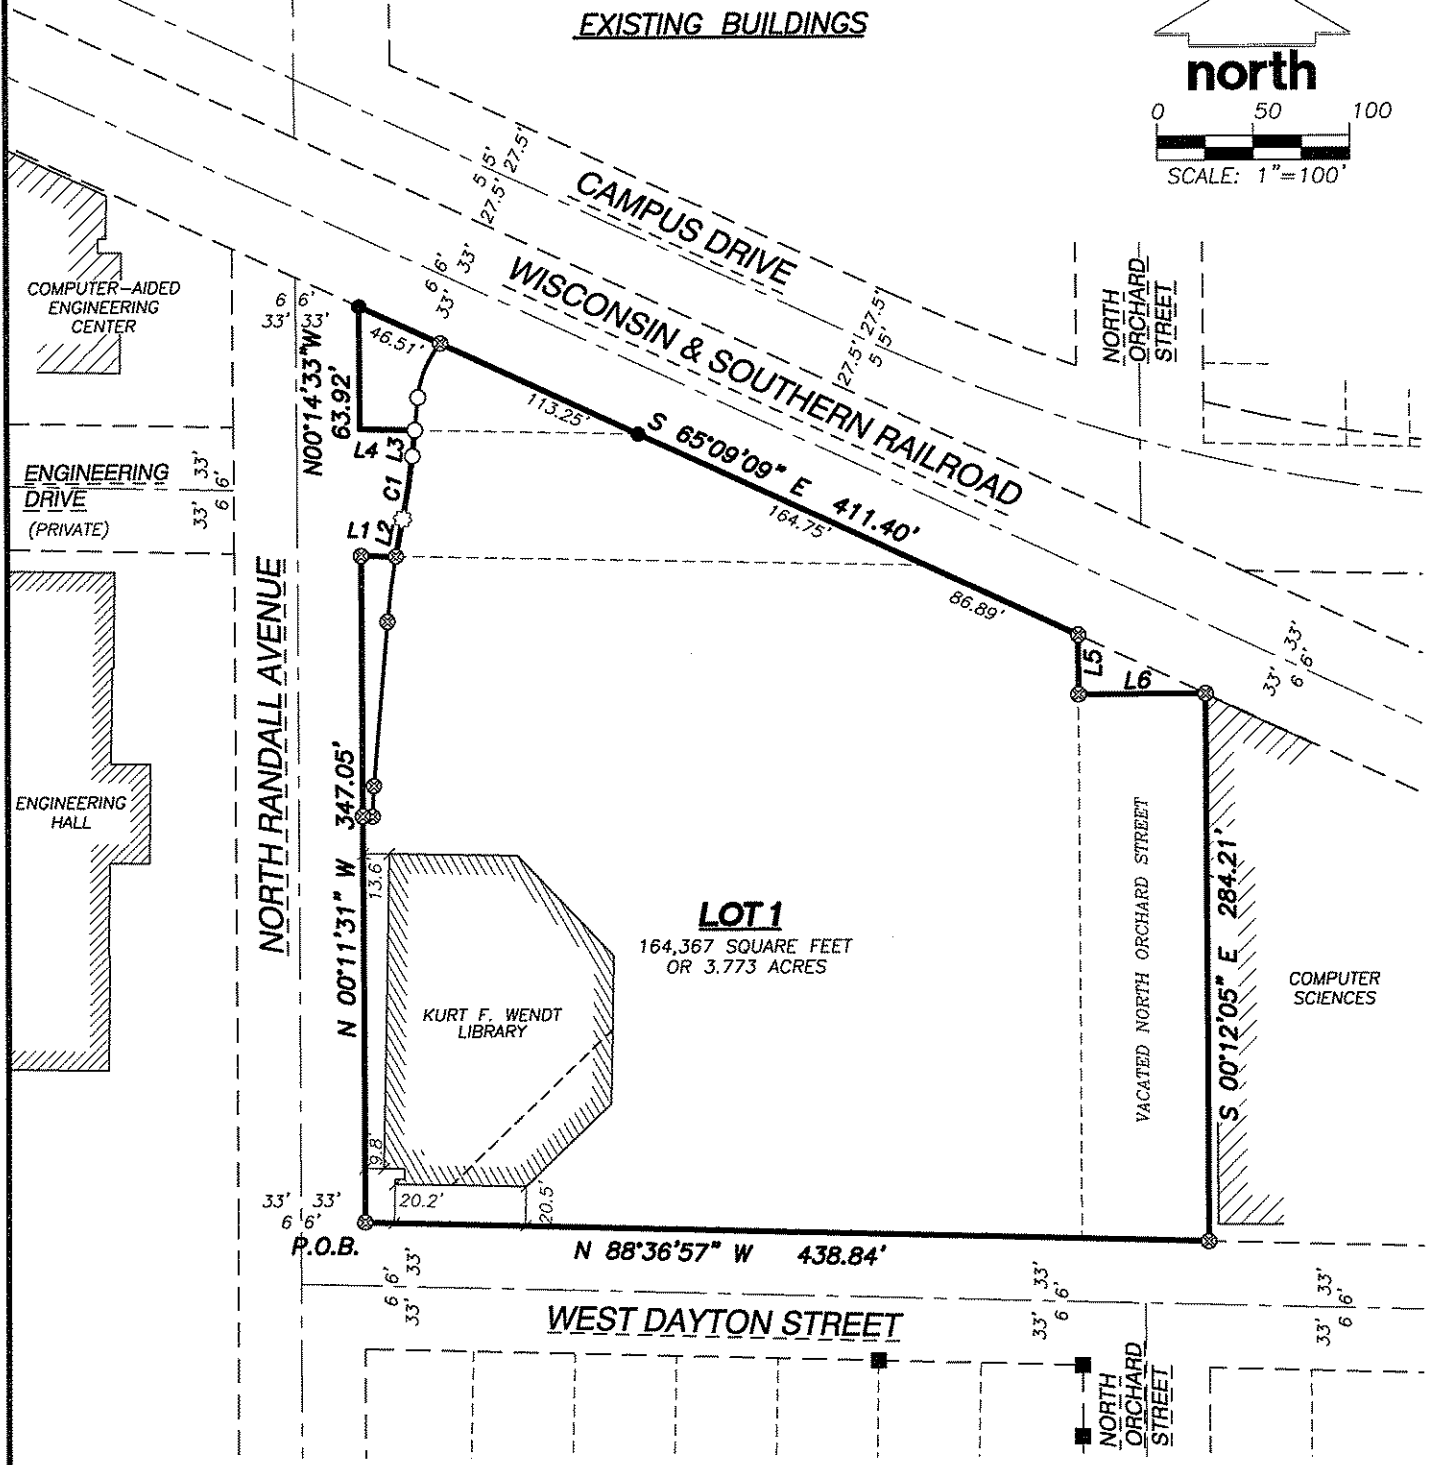 EXISTING BUILDINGS
north
0 50 100
SCALE: 1"=100'
5' 5'
27.5' 27.5'
27.5' 27.5'
5' 5'
CAMPUS DRIVE
WISCONSIN & SOUTHERN RAILROAD
NORTH
ORCHARD
STREET
COMPUTER-AIDED
ENGINEERING
CENTER
6' 6'
33' 33'
6' 6'
33' 33'
46.51'
N00°14'33"W
63.92'
113.25'
S 65°09'09" E 411.40'
164.75'
86.89'
L4
L3
C1
L1
L2
L5
L6
ENGINEERING
DRIVE
(PRIVATE)
33' 33'
6' 6'
33' 33'
6' 6'
NORTH RANDALL AVENUE
ENGINEERING
HALL
N 00°11'31" W 347.05'
13.6'
LOT 1
164,367 SQUARE FEET
OR 3.773 ACRES
KURT F. WENDT
LIBRARY
VACATED NORTH ORCHARD STREET
S 00°12'05" E 284.21'
COMPUTER
SCIENCES
9.8'
20.2'
20.5'
33' 33'
6' 6'
P.O.B.
N 88°36'57" W 438.84'
33' 33'
6' 6'
33' 33'
6' 6'
33' 33'
6' 6'
WEST DAYTON STREET
NORTH
ORCHARD
STREET